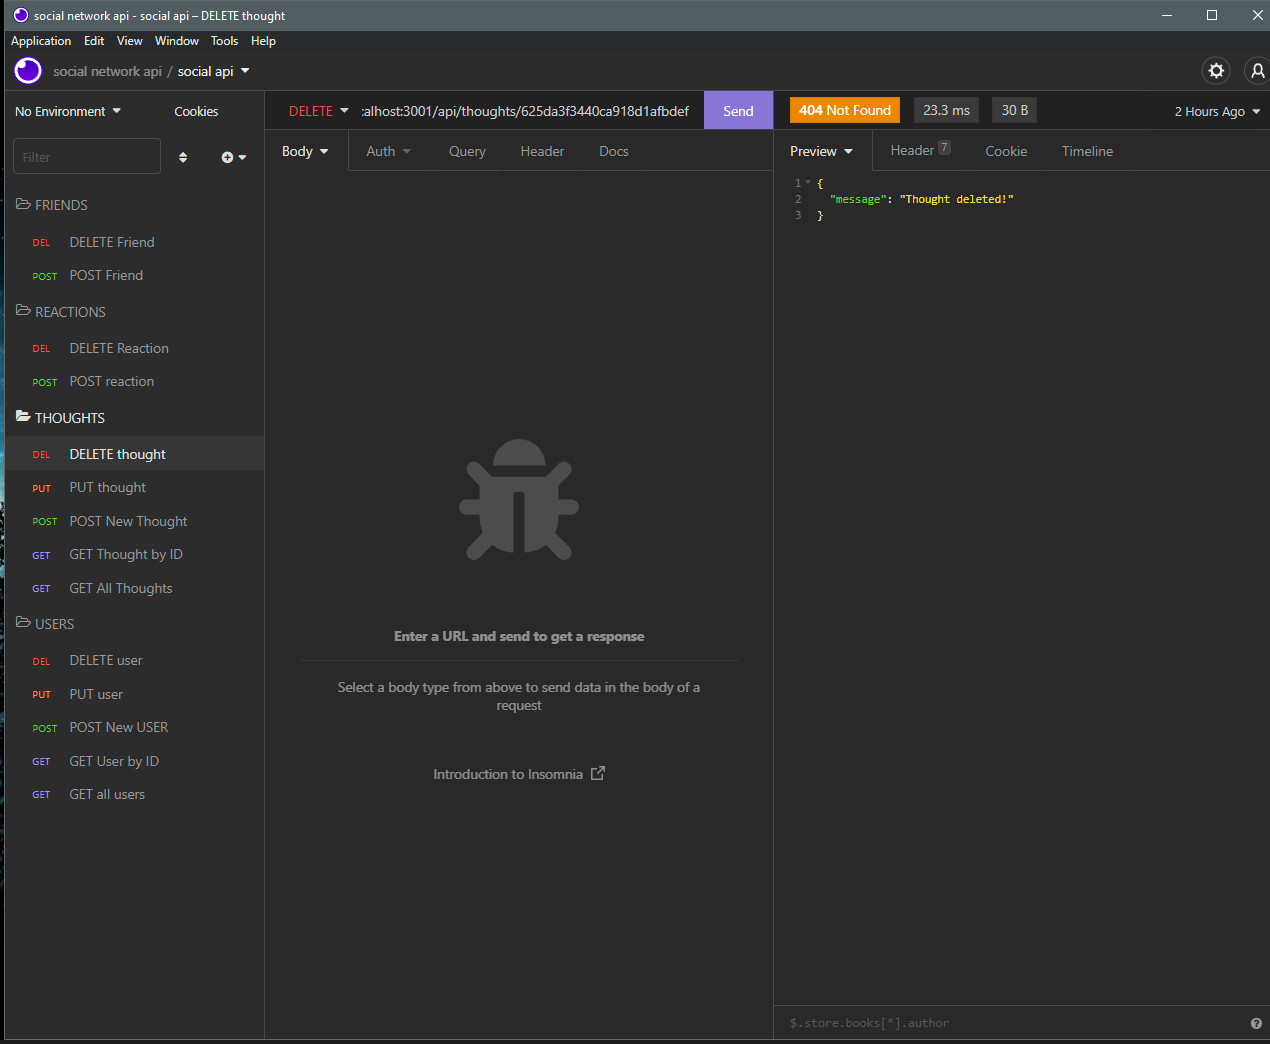 social network api - social api – DELETE thought
Application Edit View Window Tools Help
social network api / social api
No Environment Cookies
DELETE :alhost:3001/api/thoughts/625da3f3440ca918d1afbdef Send
404 Not Found 23.3 ms 30 B 2 Hours Ago
Filter
Body Auth Query Header Docs
Preview Header 7 Cookie Timeline
1 {
2 "message": "Thought deleted!"
3 }
FRIENDS
DEL DELETE Friend
POST POST Friend
REACTIONS
DEL DELETE Reaction
POST POST reaction
THOUGHTS
DEL DELETE thought
PUT PUT thought
POST POST New Thought
GET GET Thought by ID
GET GET All Thoughts
USERS
DEL DELETE user
PUT PUT user
POST POST New USER
GET GET User by ID
GET GET all users
Enter a URL and send to get a response
Select a body type from above to send data in the body of a
request
Introduction to Insomnia
$.store.books[*].author